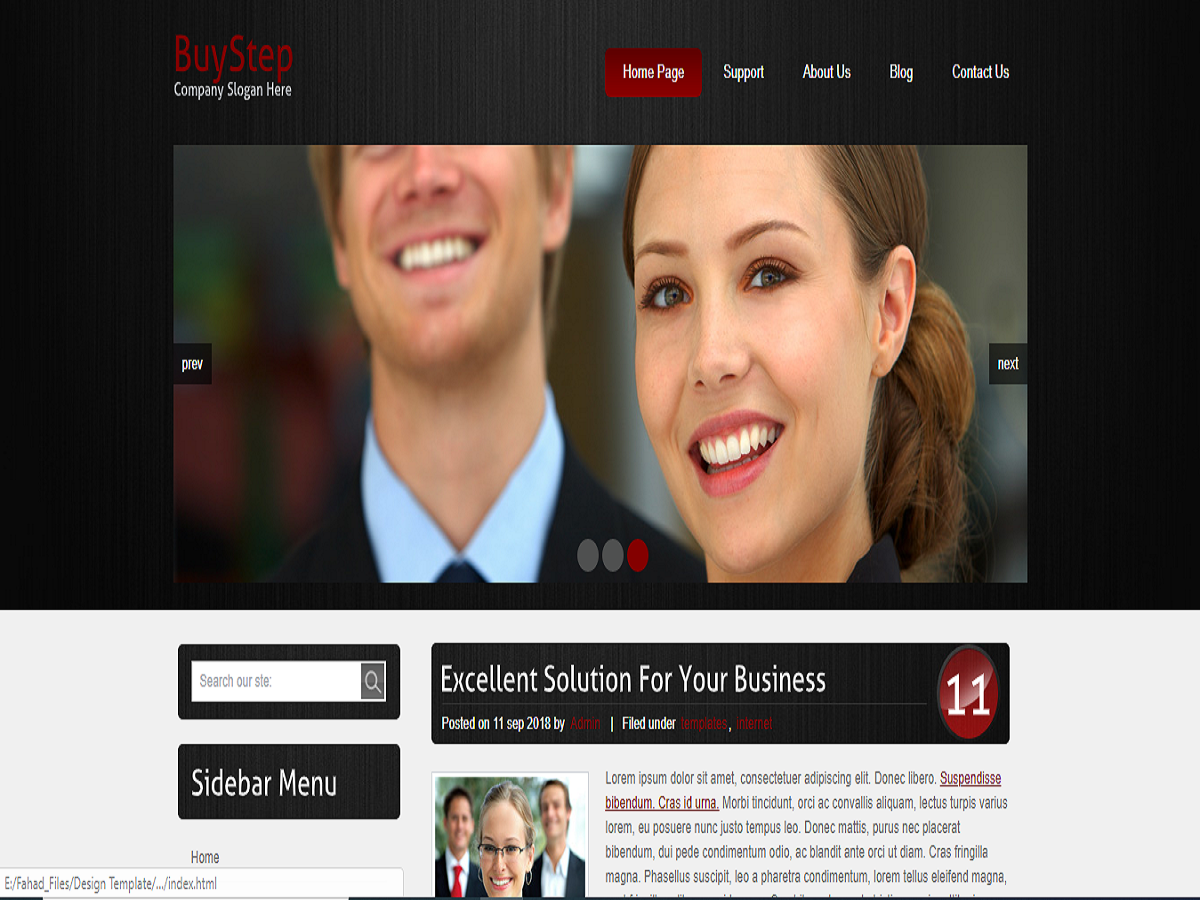 BuyStep
Company Slogan Here
Home Page
Support
About Us
Blog
Contact Us
prev
next
Search our ste:
Excellent Solution For Your Business
11
Posted on 11 sep 2018 by Admin | Filed under templates, internet
Sidebar Menu
Home
Lorem ipsum dolor sit amet, consectetuer adipiscing elit. Donec libero. Suspendisse
bibendum. Cras id urna. Morbi tincidunt, orci ac convallis aliquam, lectus turpis varius
lorem, eu posuere nunc justo tempus leo. Donec mattis, purus nec placerat
bibendum, dui pede condimentum odio, ac blandit ante orci ut diam. Cras fringilla
magna. Phasellus suscipit, leo a pharetra condimentum, lorem tellus eleifend magna,
E:/Fahad_Files/Design Template/.../index.html